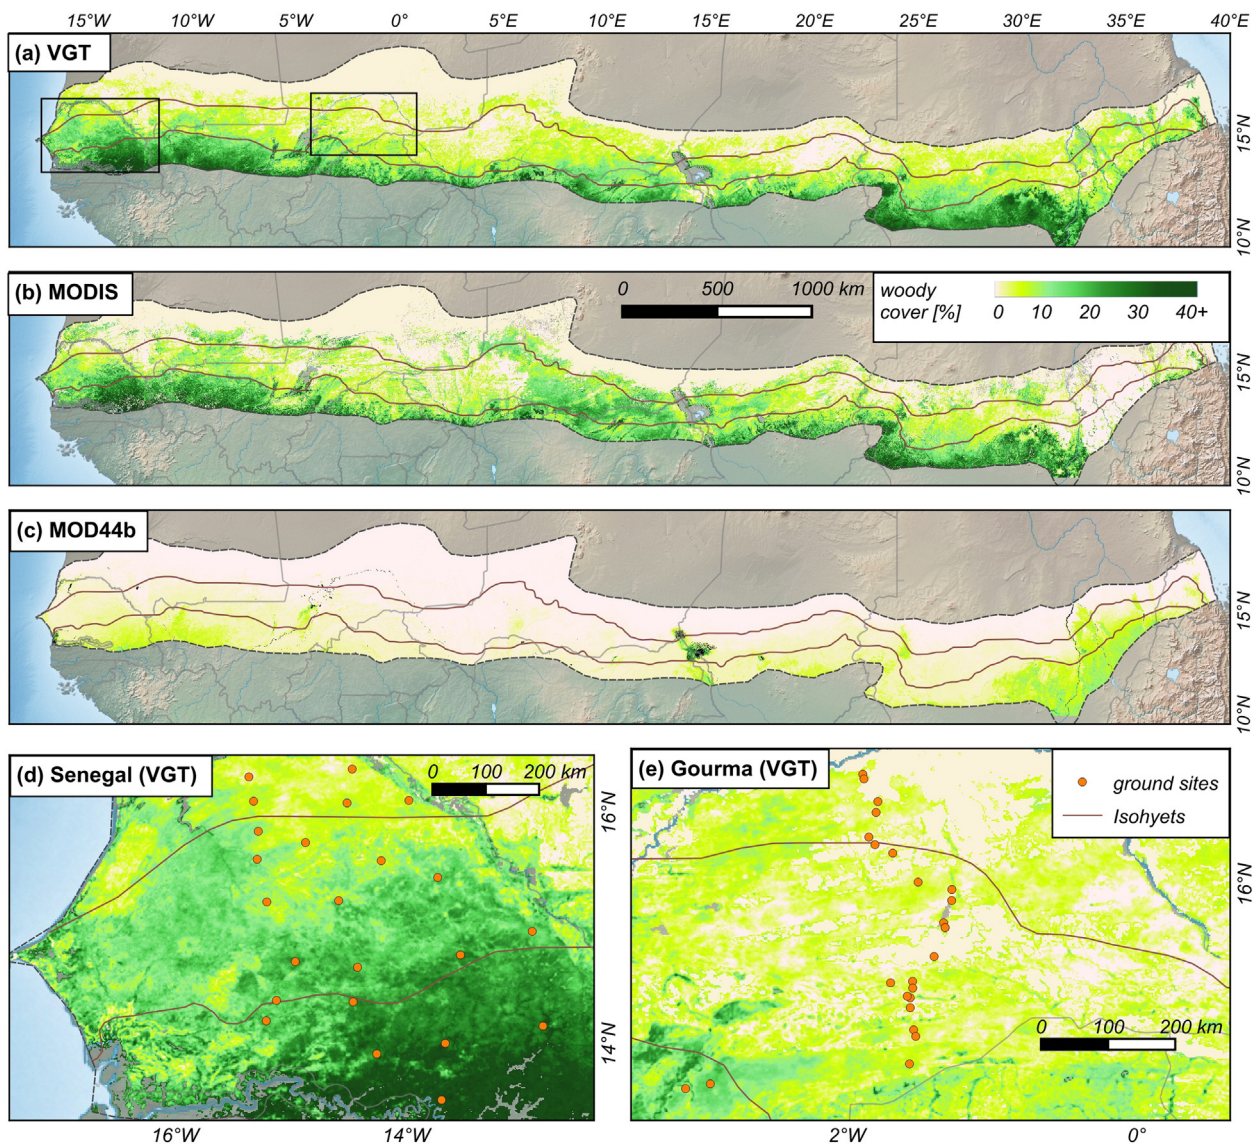 15°W 10°W 5°W 0° 5°E 10°E 15°E 20°E 25°E 30°E 35°E 40°E
(a) VGT
15°N
10°N
(b) MODIS
0 500 1000 km
woody
cover [%] 0 10 20 30 40+
15°N
10°N
(c) MOD44b
15°N
10°N
(d) Senegal (VGT)
0 100 200 km
16°N
14°N
16°W 14°W
(e) Gourma (VGT)
ground sites
Isohyets
16°N
0 100 200 km
2°W 0°